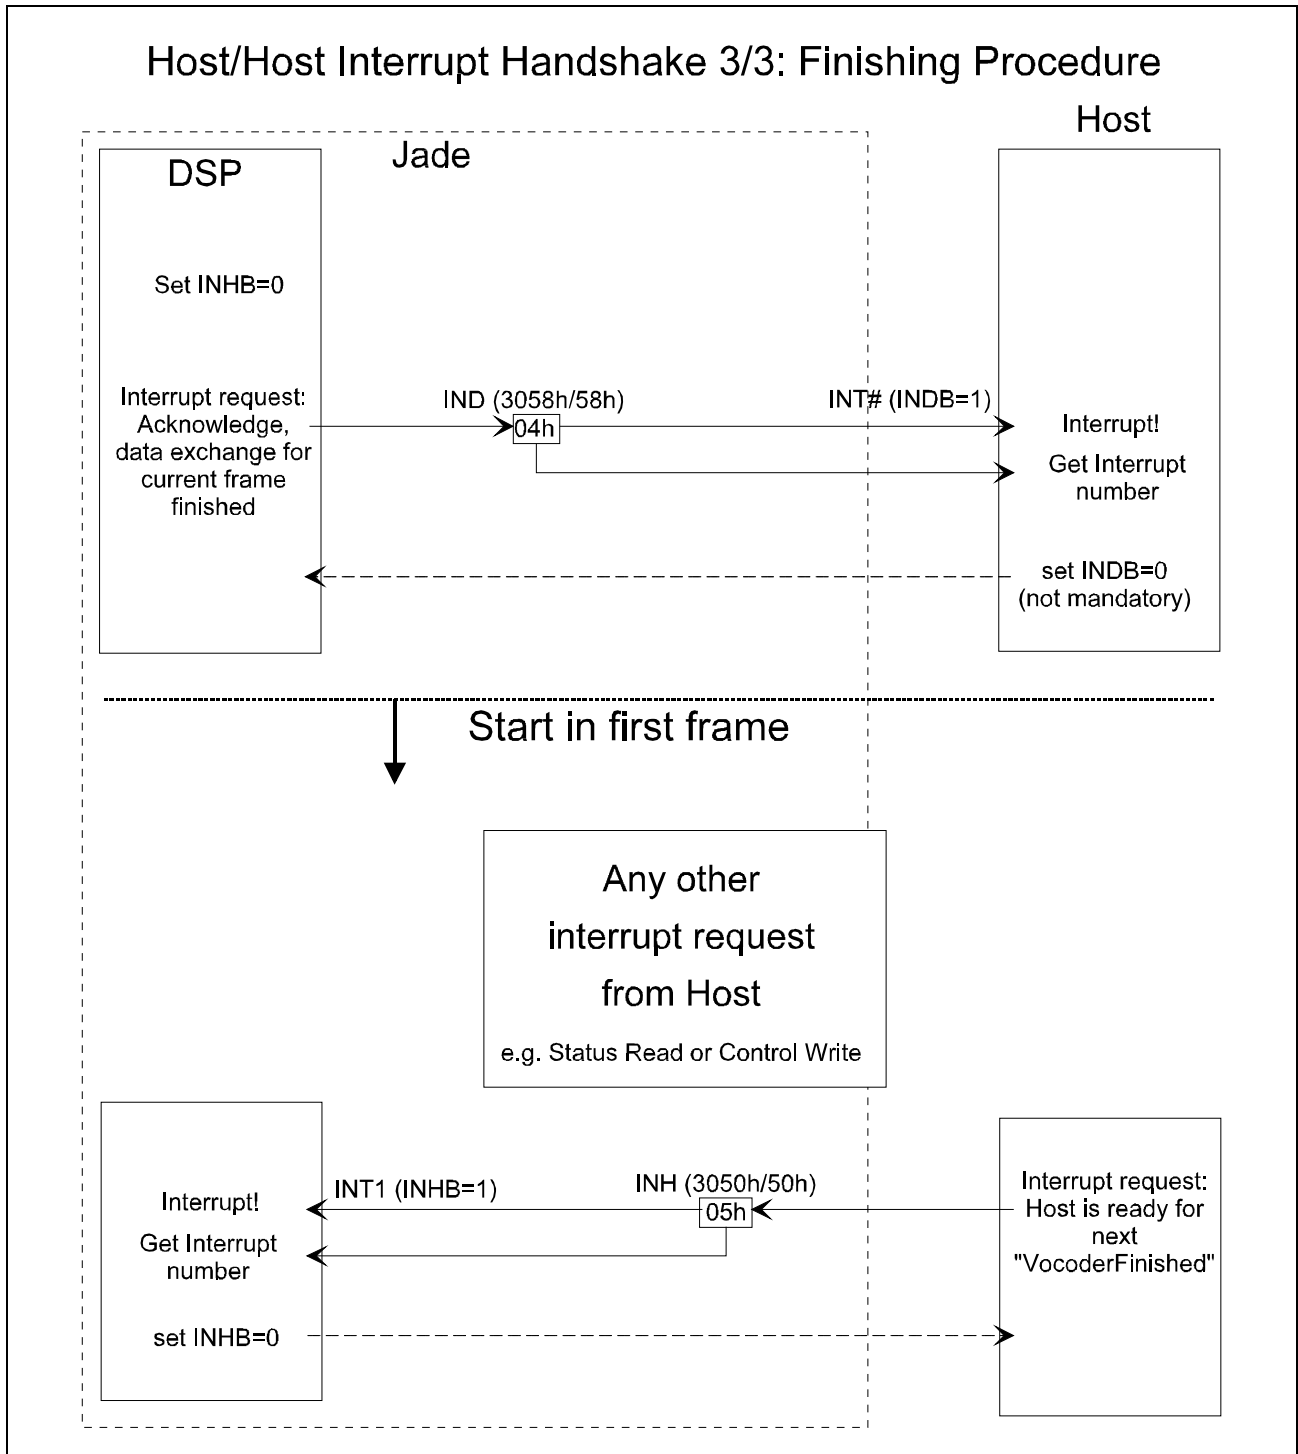 Host/Host Interrupt Handshake 3/3: Finishing Procedure
Host
Jade
DSP
Set INHB=0
Interrupt request:
Acknowledge,
data exchange for
current frame
finished
IND (3058h/58h)
04h
INT# (INDB=1)
Interrupt!
Get Interrupt
number
set INDB=0
(not mandatory)
Start in first frame
Any other
interrupt request
from Host
e.g. Status Read or Control Write
Interrupt!
Get Interrupt
number
set INHB=0
INT1 (INHB=1)
INH (3050h/50h)
05h
Interrupt request:
Host is ready for
next
"VocoderFinished"